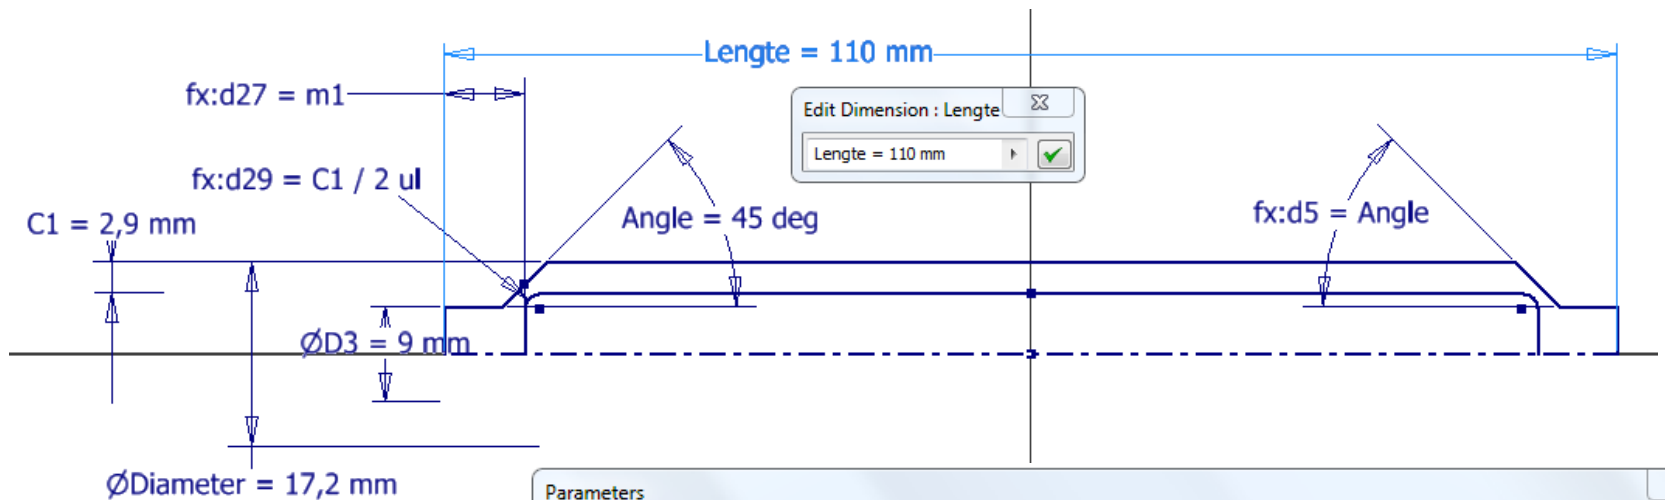 Lengte = 110 mm
fx:d27 = m1
Edit Dimension : Lengte
Lengte = 110 mm
fx:d29 = C1 / 2 ul
C1 = 2,9 mm
Angle = 45 deg
fx:d5 = Angle
ØD3 = 9 mm
ØDiameter = 17,2 mm
Parameters